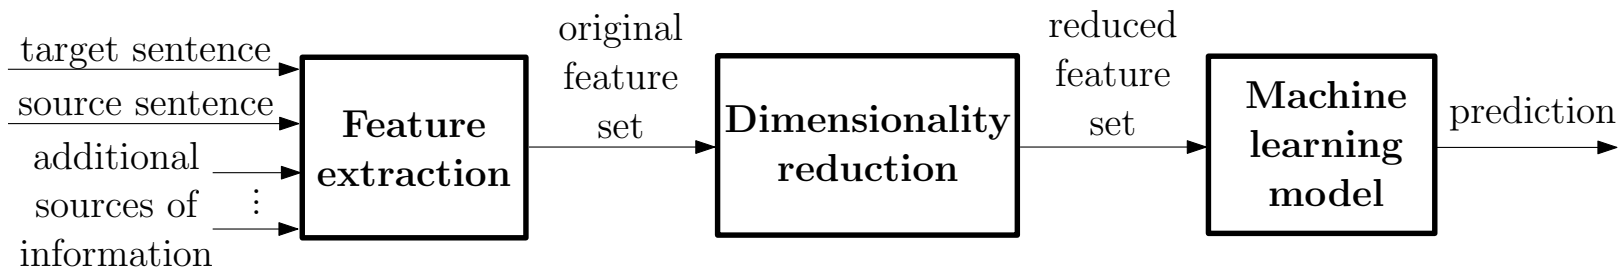 target sentence
source sentence
additional
sources of
information
⋮
Feature
extraction
original
feature
set
Dimensionality
reduction
reduced
feature
set
Machine
learning
model
prediction